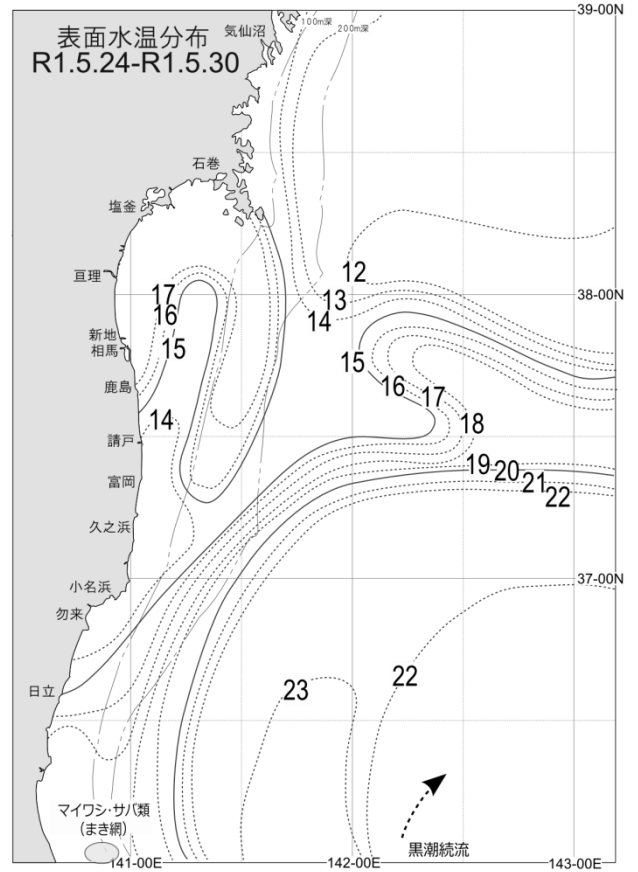 39-00N
表面水温分布
R1.5.24-R1.5.30
気仙沼
100m深
200m深
石巻
塩釜
亘理
12
17
13
38-00N
16
14
新地
相馬
15
15
鹿島
16
17
14
18
請戸
19
20
富岡
21
22
久之浜
37-00N
小名浜
勿来
22
日立
23
マイワシ・サバ類
(まき網)
黒潮続流
141-00E
142-00E
143-00E